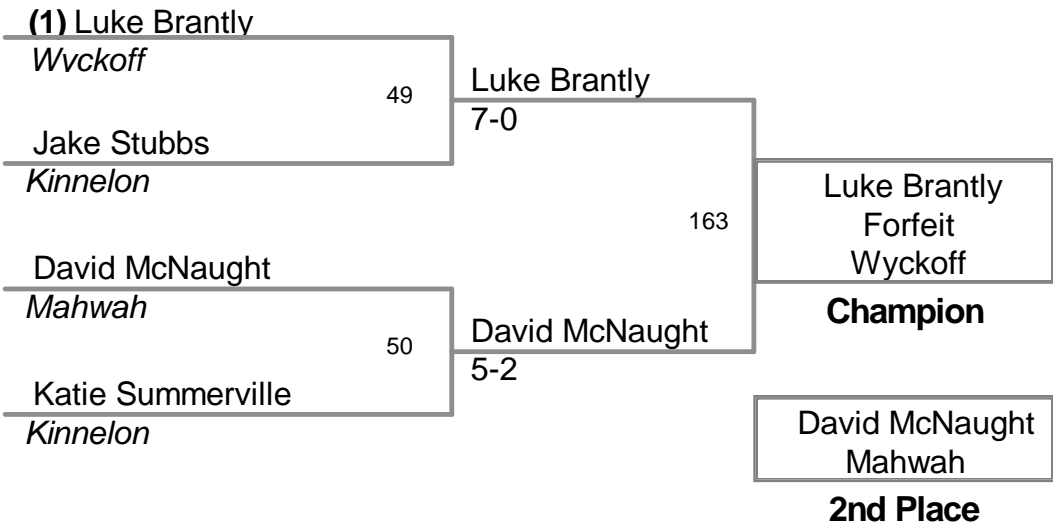 (1) Luke Brantly
Wyckoff
49
Jake Stubbs
Kinnelon
Luke Brantly
7-0
David McNaught
Mahwah
50
Katie Summerville
Kinnelon
David McNaught
5-2
163
Luke Brantly
Forfeit
Wyckoff
Champion
David McNaught
Mahwah
2nd Place